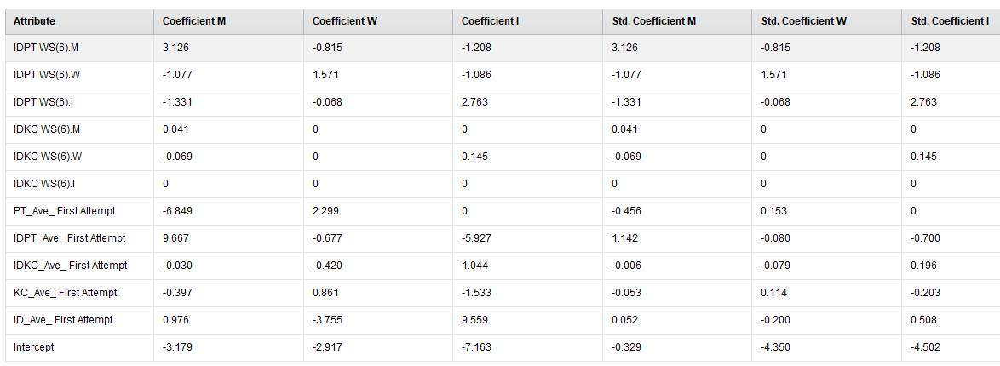 Attribute Coefficient M Coefficient W Coefficient I Std. Coefficient M Std. Coefficient W Std. Coefficient I
IDPT WS(6).M 3.126 -0.815 -1.208 3.126 -0.815 -1.208
IDPT WS(6).W -1.077 1.571 -1.086 -1.077 1.571 -1.086
IDPT WS(6).I -1.331 -0.068 2.763 -1.331 -0.068 2.763
IDKC WS(6).M 0.041 0 0 0.041 0 0
IDKC WS(6).W -0.069 0 0.145 -0.069 0 0.145
IDKC WS(6).I 0 0 0 0 0 0
PT_Ave_ First Attempt -6.849 2.299 0 -0.456 0.153 0
IDPT_Ave_ First Attempt 9.667 -0.677 -5.927 1.142 -0.080 -0.700
IDKC_Ave_ First Attempt -0.030 -0.420 1.044 -0.006 -0.079 0.196
KC_Ave_ First Attempt -0.397 0.861 -1.533 -0.053 0.114 -0.203
iD_Ave_ First Attempt 0.976 -3.755 9.559 0.052 -0.200 0.508
Intercept -3.179 -2.917 -7.163 -0.329 -4.350 -4.502